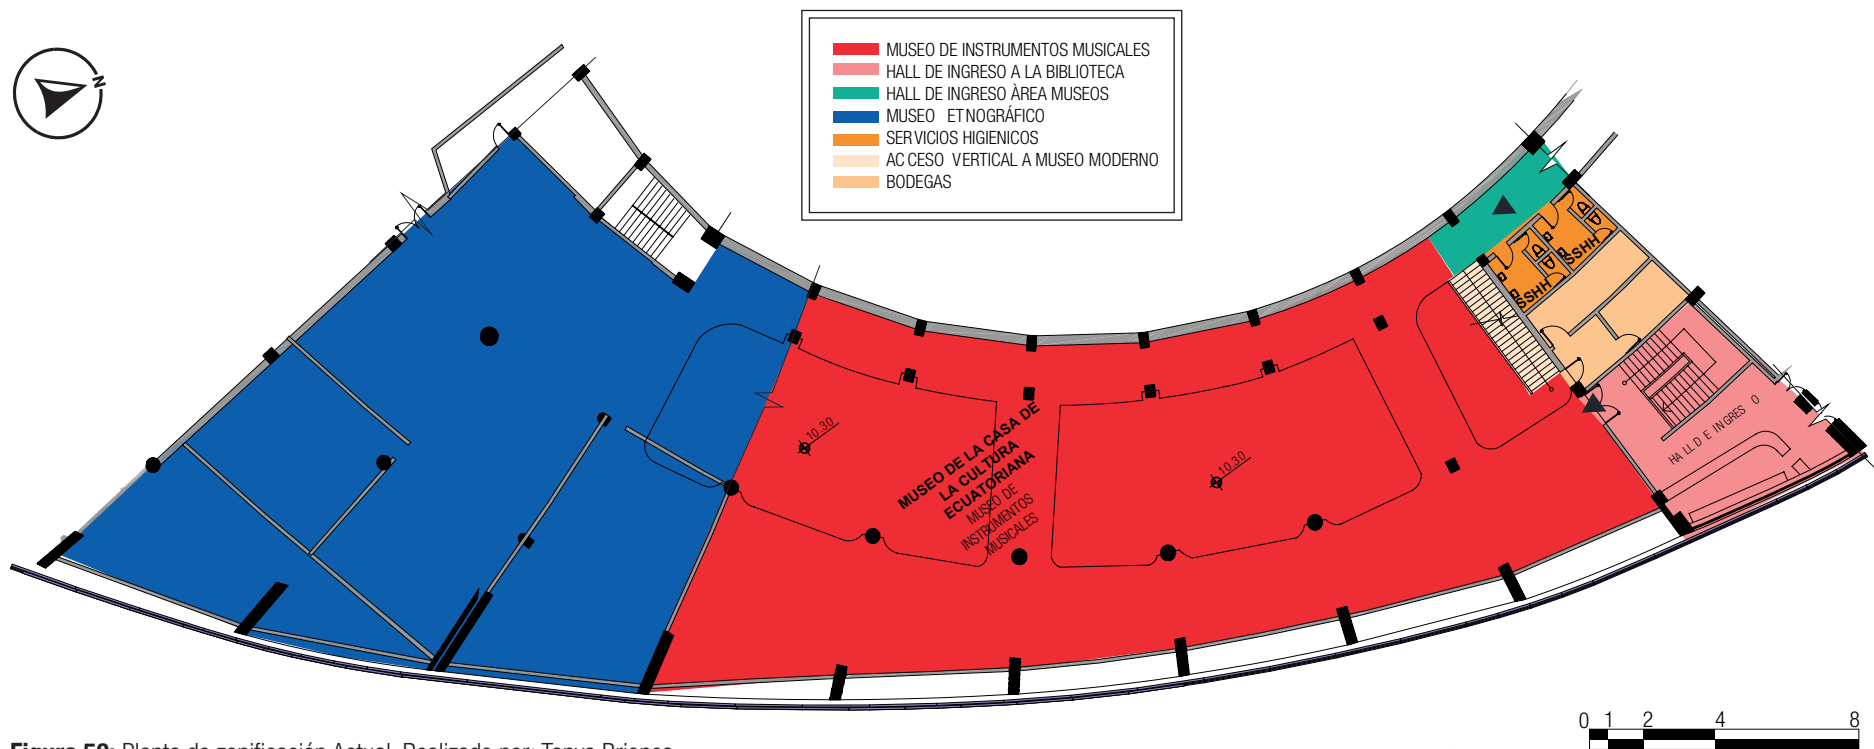 N
MUSEO DE INSTRUMENTOS MUSICALES
HALL DE INGRESO A LA BIBLIOTECA
HALL DE INGRESO ÀREA MUSEOS
MUSEO ETNOGRÁFICO
SERVICIOS HIGIENICOS
ACCESO VERTICAL A MUSEO MODERNO
BODEGAS
SSHH
SSHH
HALL DE INGRESO
10.30
10.30
MUSEO DE LA CASA DE
LA CULTURA
ECUATORIANA
MUSEO DE
INSTRUMENTOS
MUSICALES
0 1 2 4 8